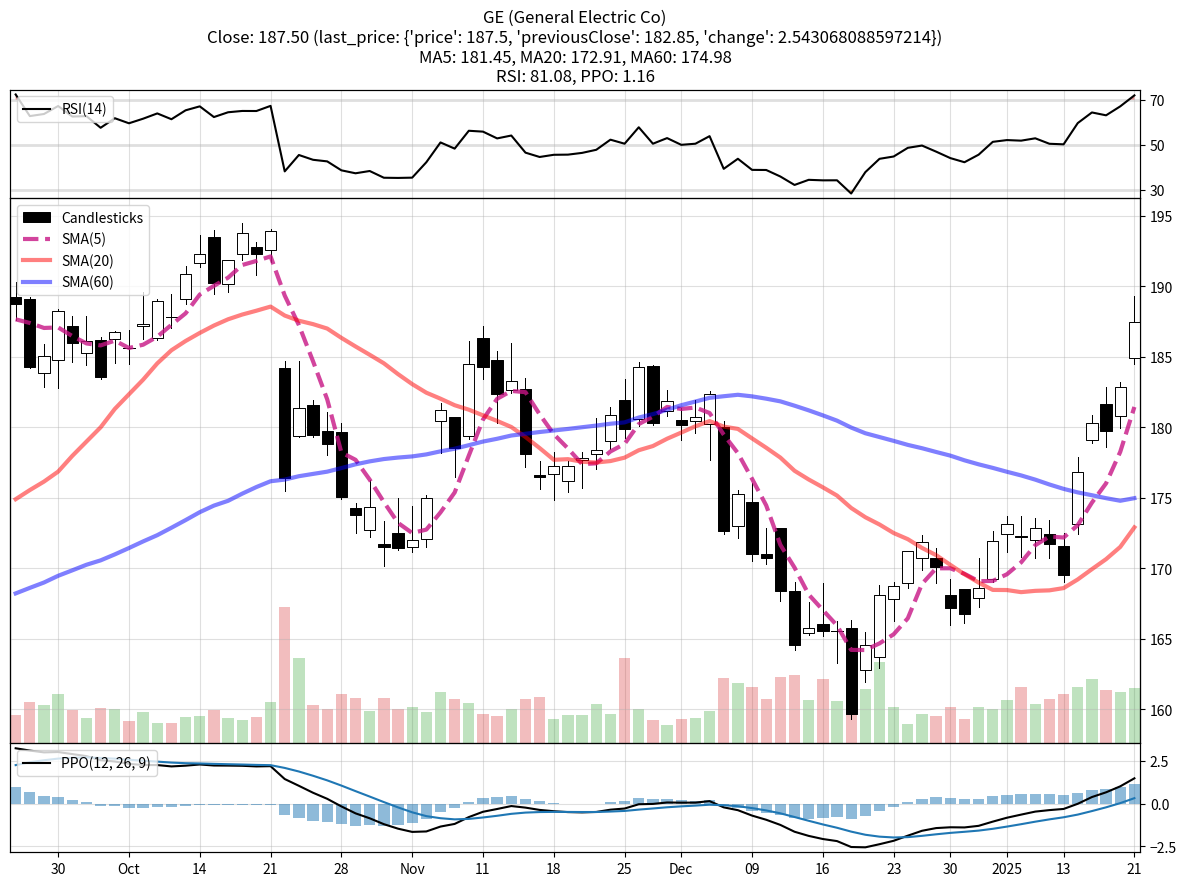 GE (General Electric Co)
Close: 187.50 (last_price: {'price': 187.5, 'previousClose': 182.85, 'change': 2.543068088597214})
MA5: 181.45, MA20: 172.91, MA60: 174.98
RSI: 81.08, PPO: 1.16
RSI(14)
70
50
30
Candlesticks
SMA(5)
SMA(20)
SMA(60)
195
190
185
180
175
170
165
160
PPO(12, 26, 9)
2.5
0.0
−2.5
30 Oct 14 21 28 Nov 11 18 25 Dec 09 16 23 30 2025 13 21